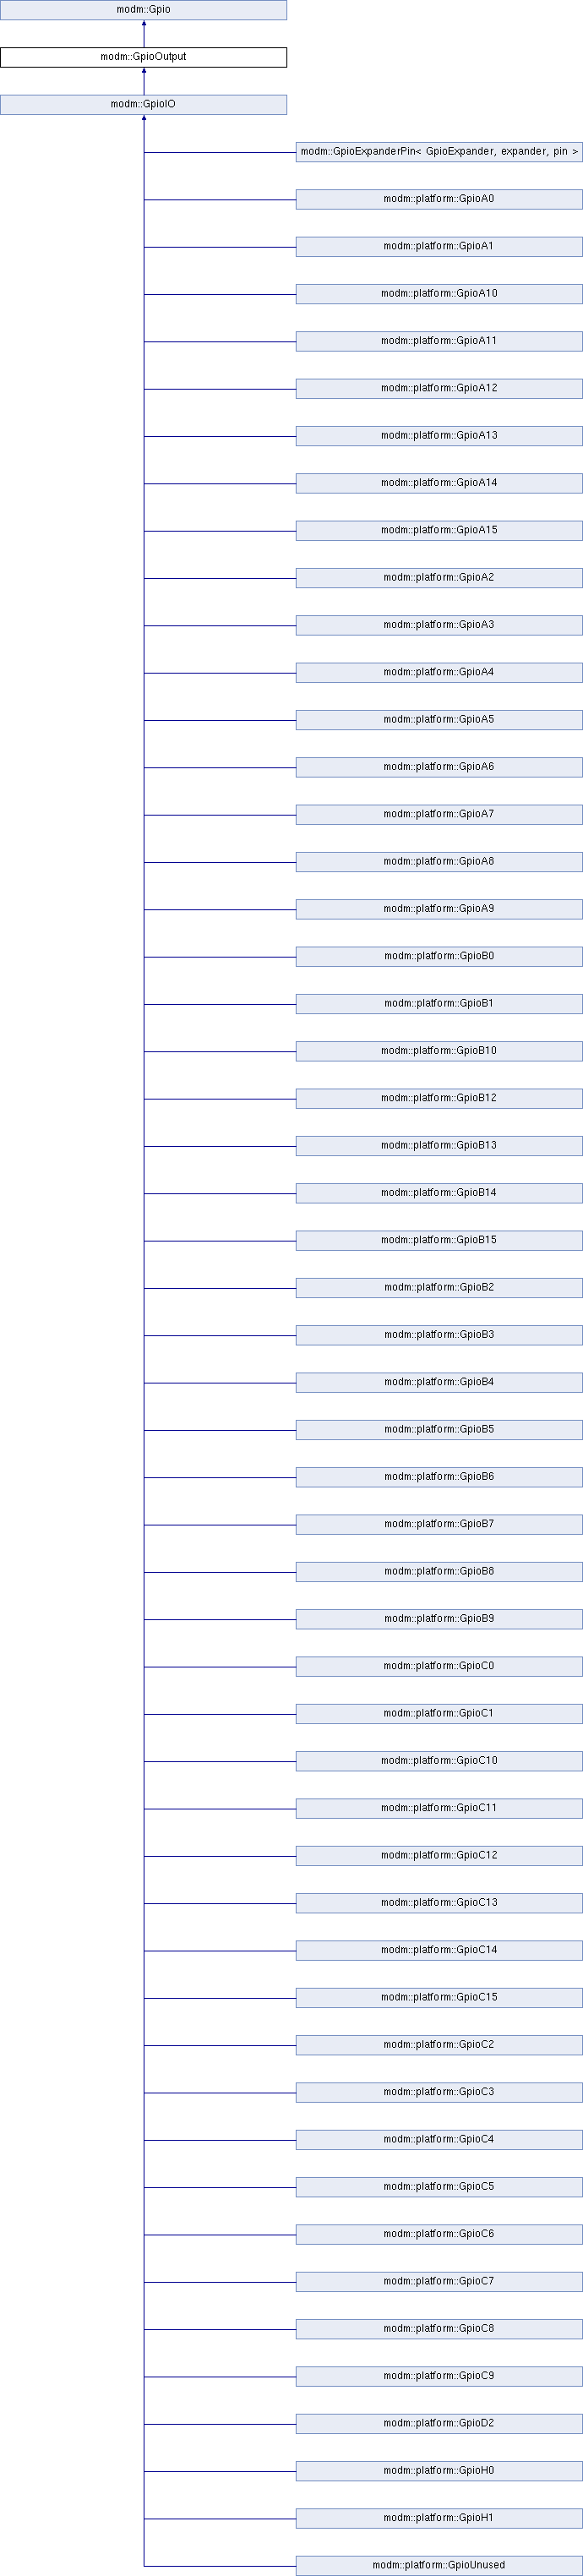 modm::Gpio
modm::GpioOutput
modm::GpioIO
modm::GpioExpanderPin< GpioExpander, expander, pin >
modm::platform::GpioA0
modm::platform::GpioA1
modm::platform::GpioA10
modm::platform::GpioA11
modm::platform::GpioA12
modm::platform::GpioA13
modm::platform::GpioA14
modm::platform::GpioA15
modm::platform::GpioA2
modm::platform::GpioA3
modm::platform::GpioA4
modm::platform::GpioA5
modm::platform::GpioA6
modm::platform::GpioA7
modm::platform::GpioA8
modm::platform::GpioA9
modm::platform::GpioB0
modm::platform::GpioB1
modm::platform::GpioB10
modm::platform::GpioB12
modm::platform::GpioB13
modm::platform::GpioB14
modm::platform::GpioB15
modm::platform::GpioB2
modm::platform::GpioB3
modm::platform::GpioB4
modm::platform::GpioB5
modm::platform::GpioB6
modm::platform::GpioB7
modm::platform::GpioB8
modm::platform::GpioB9
modm::platform::GpioC0
modm::platform::GpioC1
modm::platform::GpioC10
modm::platform::GpioC11
modm::platform::GpioC12
modm::platform::GpioC13
modm::platform::GpioC14
modm::platform::GpioC15
modm::platform::GpioC2
modm::platform::GpioC3
modm::platform::GpioC4
modm::platform::GpioC5
modm::platform::GpioC6
modm::platform::GpioC7
modm::platform::GpioC8
modm::platform::GpioC9
modm::platform::GpioD2
modm::platform::GpioH0
modm::platform::GpioH1
modm::platform::GpioUnused